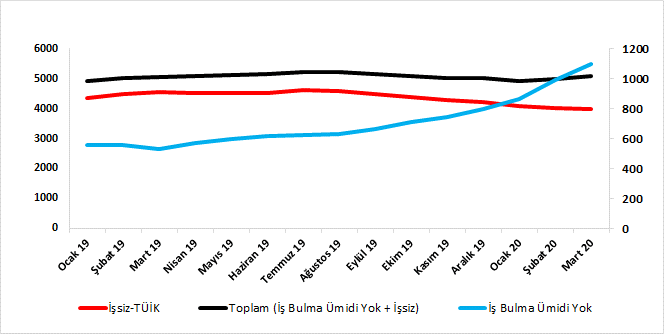 6000
5000
4000
3000
2000
1000
0
1200
1000
800
600
400
200
0
Ocak 19
Şubat 19
Mart 19
Nisan 19
Mayıs 19
Haziran 19
Temmuz 19
Ağustos 19
Eylül 19
Ekim 19
Kasım 19
Aralık 19
Ocak 20
Şubat 20
Mart 20
İşsiz-TÜİK
Toplam (İş Bulma Ümidi Yok + İşsiz)
İş Bulma Ümidi Yok